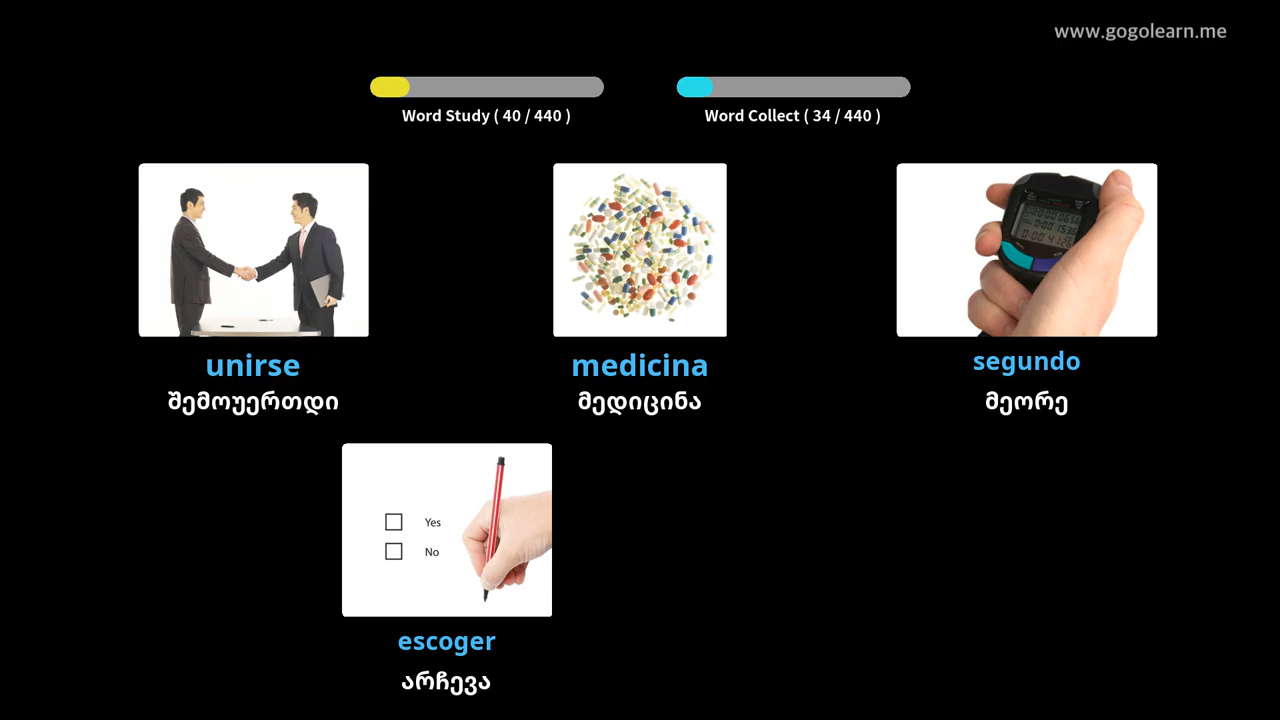 www.gogolearn.me
Word Study ( 40 / 440 )
Word Collect ( 34 / 440 )
unirse
შემოუერთდი
medicina
მედიცინა
segundo
მეორე
Yes
No
escoger
არჩევა